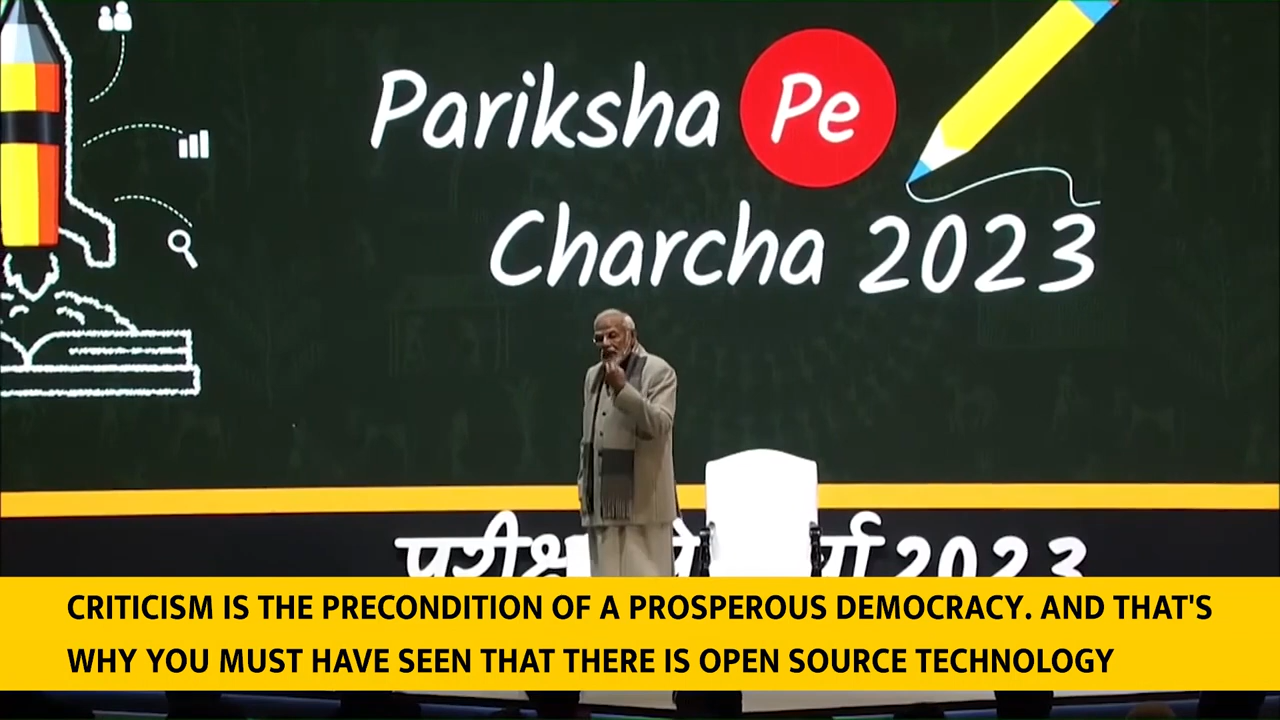 Pariksha Pe
Charcha 2023
2023
CRITICISM IS THE PRECONDITION OF A PROSPEROUS DEMOCRACY. AND THAT'S
WHY YOU MUST HAVE SEEN THAT THERE IS OPEN SOURCE TECHNOLOGY